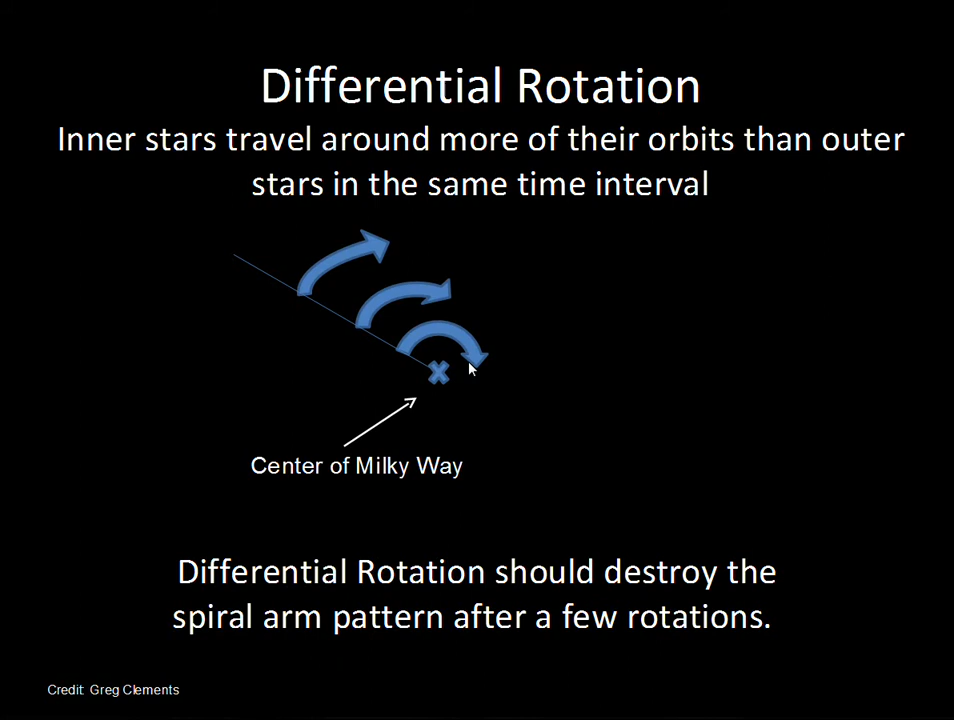 Differential Rotation
Inner stars travel around more of their orbits than outer
stars in the same time interval
Center of Milky Way
Differential Rotation should destroy the
spiral arm pattern after a few rotations.
Credit: Greg Clements